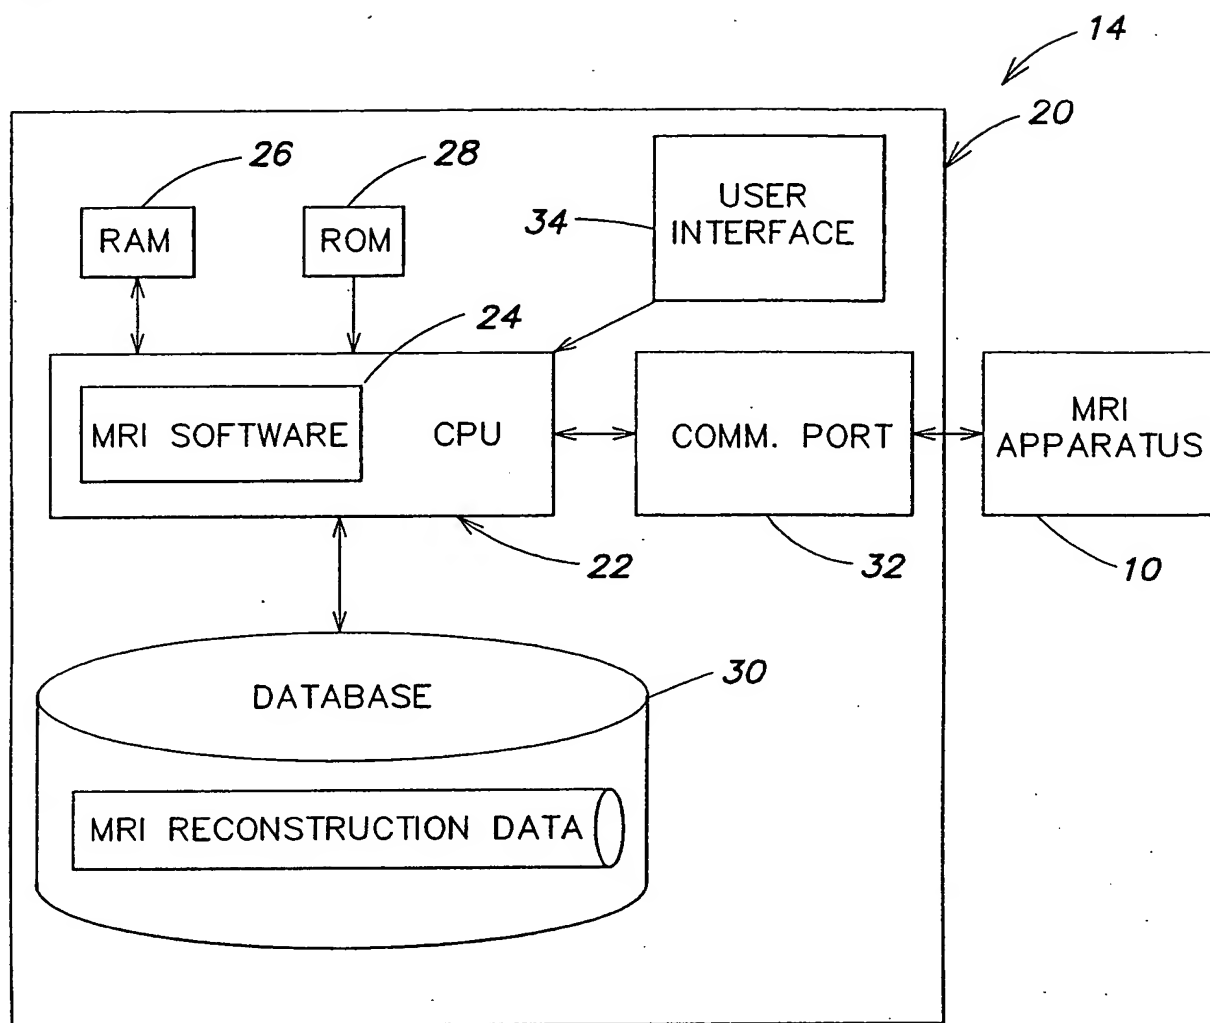 14
20
26
28
USER
INTERFACE
34
RAM
ROM
24
MRI SOFTWARE
CPU
COMM. PORT
MRI
APPARATUS
22
32
10
DATABASE
30
MRI RECONSTRUCTION DATA